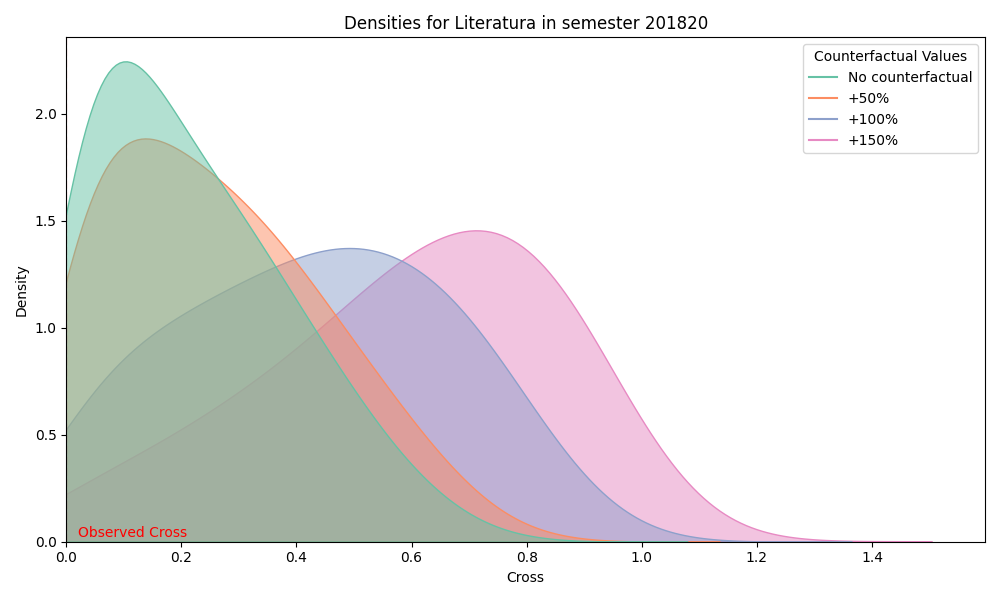 Densities for Literatura in semester 201820
Counterfactual Values
No counterfactual
+50%
+100%
+150%
Density
2.0
1.5
1.0
0.5
0.0
Observed Cross
0.0 0.2 0.4 0.6 0.8 1.0 1.2 1.4
Cross